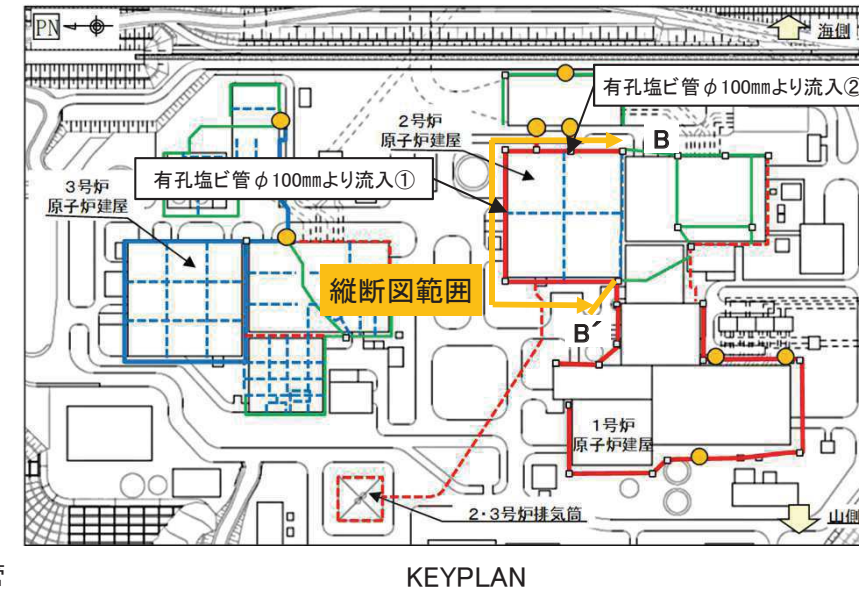 PN
海側
有孔塩ビ管φ100mmより流入②
2号炉
原子炉建屋
B
有孔塩ビ管φ100mmより流入①
3号炉
原子炉建屋
縦断図範囲
B´
1号炉
原子炉建屋
2・3号炉排気筒
山側
KEYPLAN